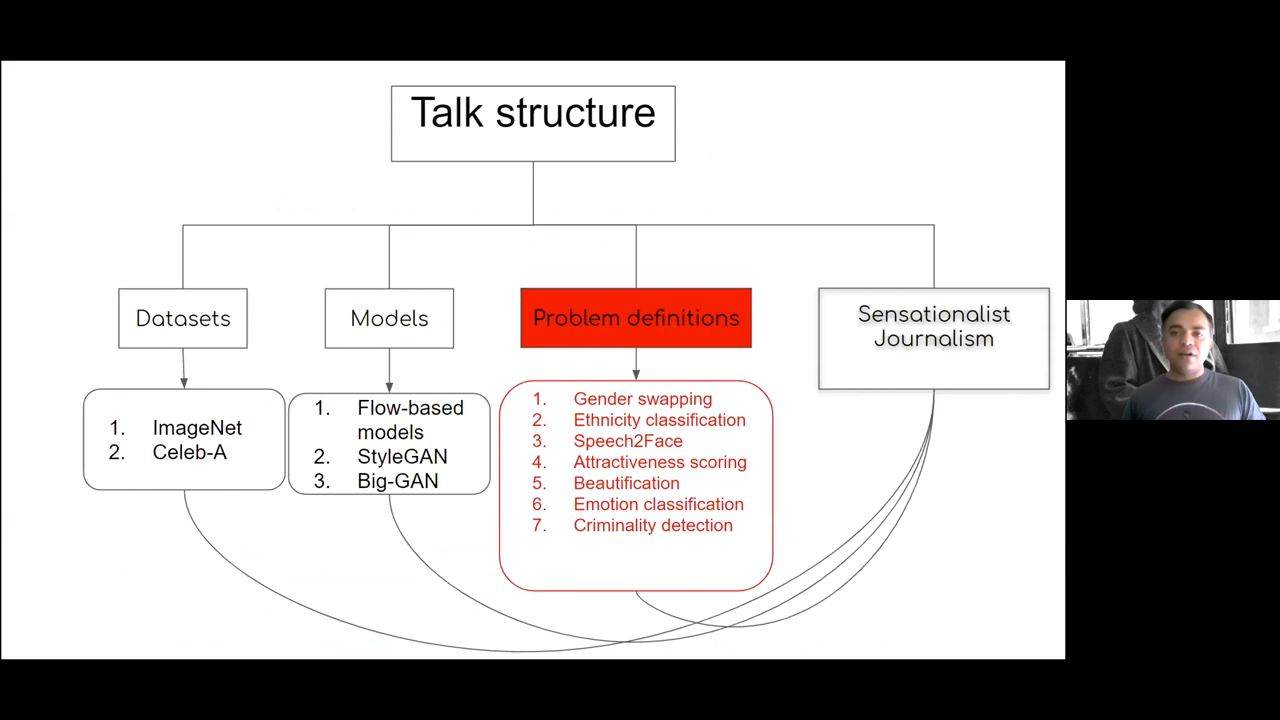 Talk structure
Datasets
Models
Problem definitions
Sensationalist
Journalism
1. ImageNet
2. Celeb-A
1. Flow-based
models
2. StyleGAN
3. Big-GAN
1. Gender swapping
2. Ethnicity classification
3. Speech2Face
4. Attractiveness scoring
5. Beautification
6. Emotion classification
7. Criminality detection